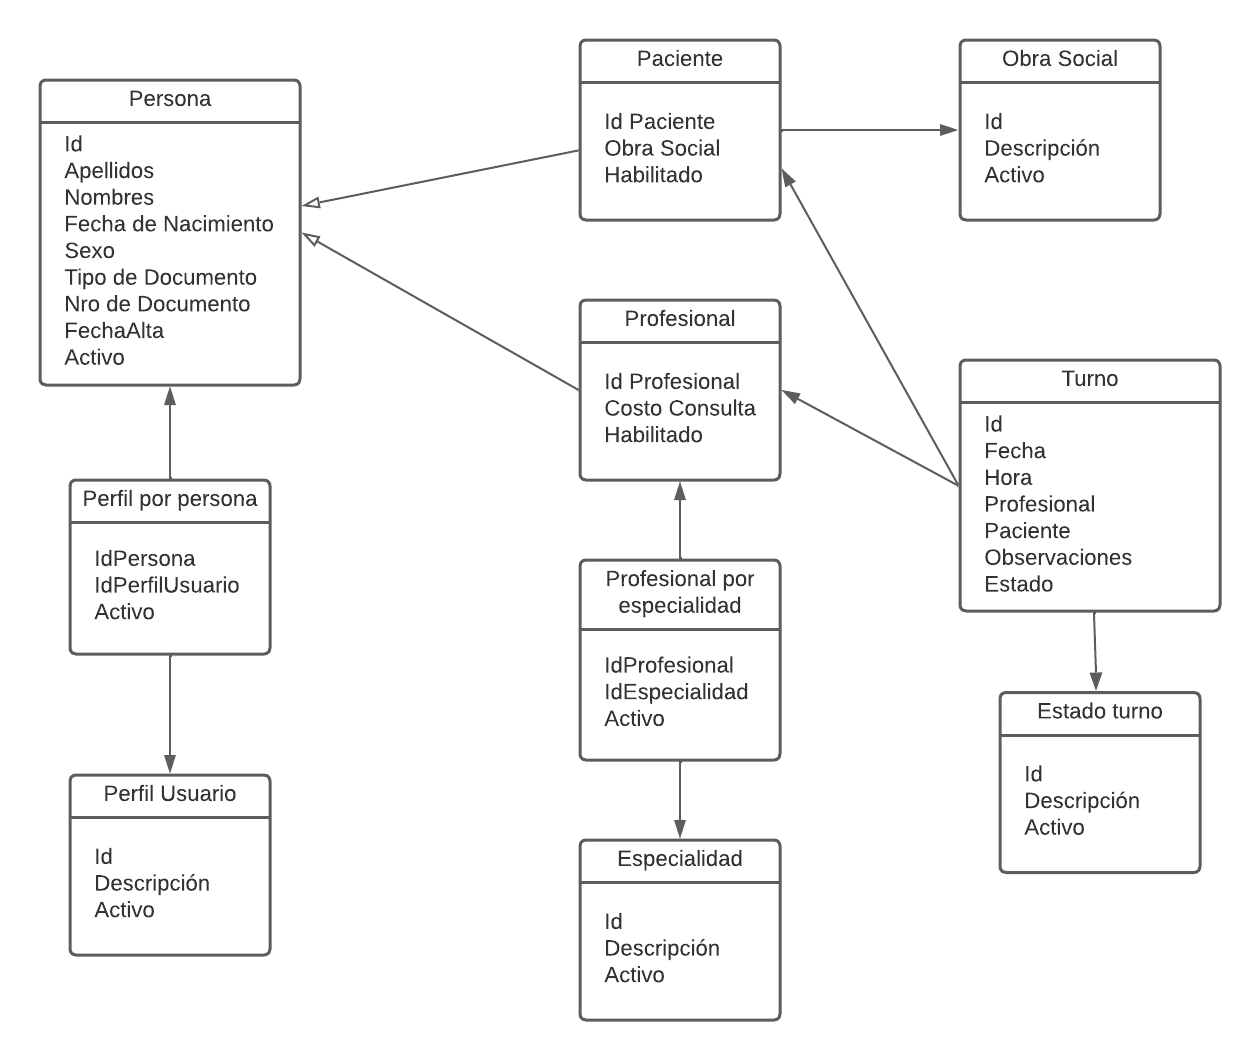 Persona
Id
Apellidos
Nombres
Fecha de Nacimiento
Sexo
Tipo de Documento
Nro de Documento
FechaAlta
Activo
Perfil por persona
IdPersona
IdPerfilUsuario
Activo
Perfil Usuario
Id
Descripción
Activo
Paciente
Id Paciente
Obra Social
Habilitado
Profesional
Id Profesional
Costo Consulta
Habilitado
Profesional por
especialidad
IdProfesional
IdEspecialidad
Activo
Especialidad
Id
Descripción
Activo
Obra Social
Id
Descripción
Activo
Turno
Id
Fecha
Hora
Profesional
Paciente
Observaciones
Estado
Estado turno
Id
Descripción
Activo